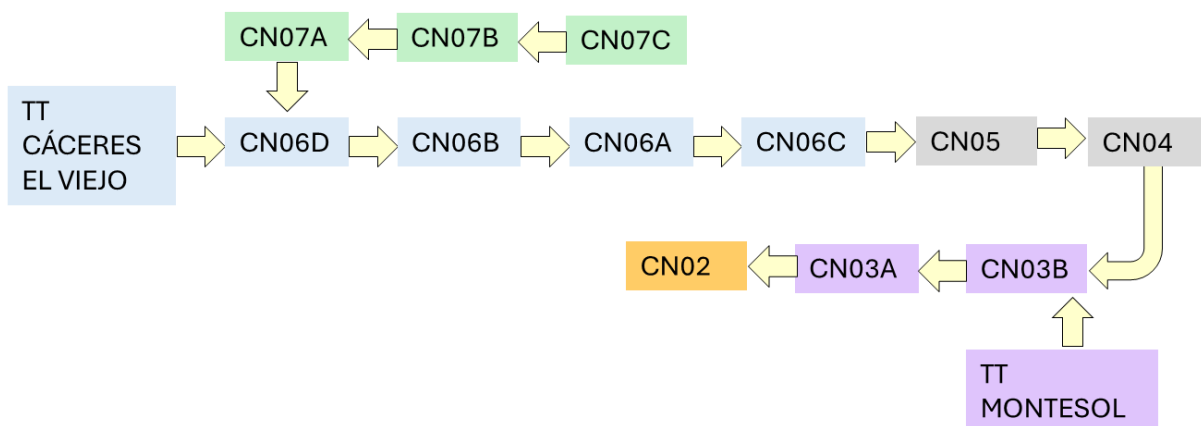 CN07A
CN07B
CN07C
TT
CÁCERES
EL VIEJO
CN06D
CN06B
CN06A
CN06C
CN05
CN04
CN02
CN03A
CN03B
TT
MONTESOL